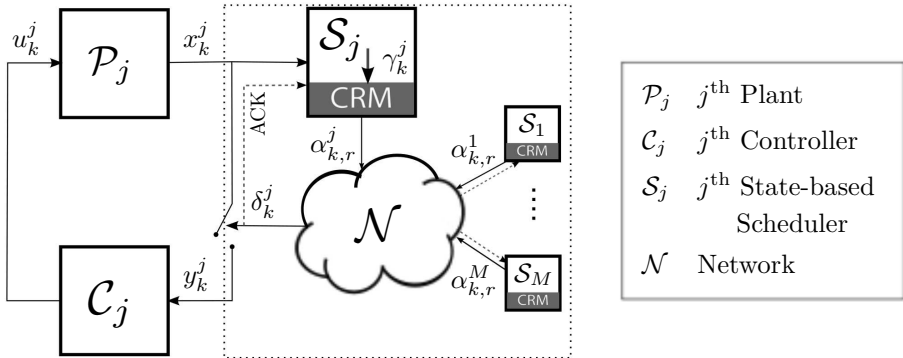 u_k^j
𝒫_j
x_k^j
𝒮_j
γ_k^j
CRM
ACK
α_{k,r}^j
δ_k^j
𝒩
𝒮_1
CRM
α_{k,r}^1
⋮
𝒮_M
CRM
α_{k,r}^M
y_k^j
𝒞_j
𝒫_j j^{th} Plant
𝒞_j j^{th} Controller
𝒮_j j^{th} State-based
Scheduler
𝒩 Network